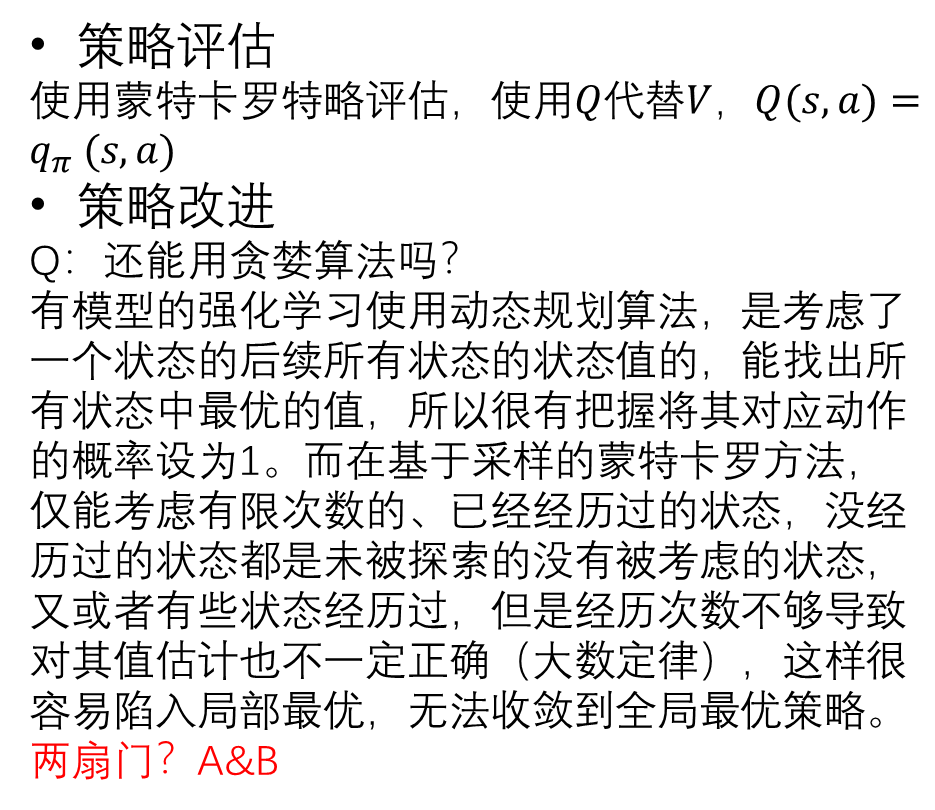 • 策略评估
使用蒙特卡罗特略评估，使用𝑄代替𝑉，𝑄(𝑠,𝑎) =
𝑞𝜋 (𝑠,𝑎)
• 策略改进
Q：还能用贪婪算法吗？
有模型的强化学习使用动态规划算法，是考虑了
一个状态的后续所有状态的状态值的，能找出所
有状态中最优的值，所以很有把握将其对应动作
的概率设为1。而在基于采样的蒙特卡罗方法，
仅能考虑有限次数的、已经经历过的状态，没经
历过的状态都是未被探索的没有被考虑的状态，
又或者有些状态经历过，但是经历次数不够导致
对其值估计也不一定正确（大数定律），这样很
容易陷入局部最优，无法收敛到全局最优策略。
两扇门？A&B